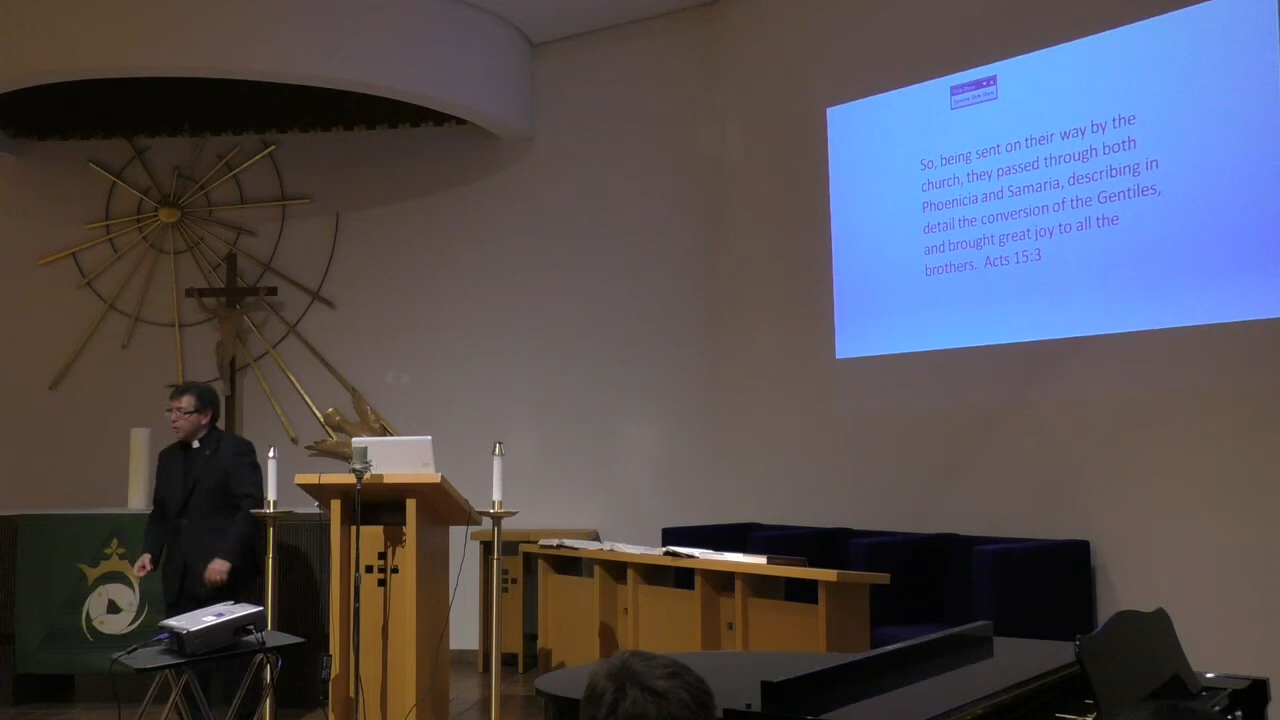 So, being sent on their way by the
church, they passed through both
Phoenicia and Samaria, describing in
detail the conversion of the Gentiles,
and brought great joy to all the
brothers. Acts 15:3